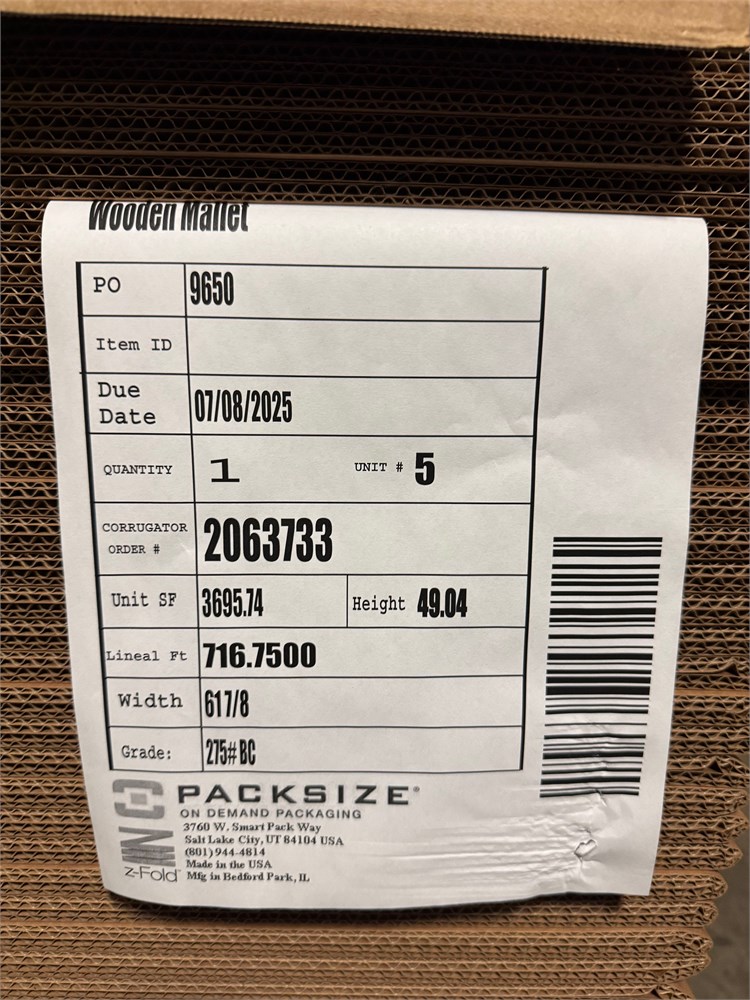 Wooden Mallet
PO 9650
Item ID
Due Date 07/08/2025
QUANTITY 1 UNIT # 5
CORRUGATOR ORDER # 2063733
Unit SF 3695.74 Height 49.04
Lineal Ft 716.7500
Width 617/8
Grade: 275# BC
PACKSIZE®
ON DEMAND PACKAGING
3760 W. Smart Pack Way
Salt Lake City, UT 84104 USA
(801) 944-4814
Made in the USA
z-Fold™ Mfg in Bedford Park, IL